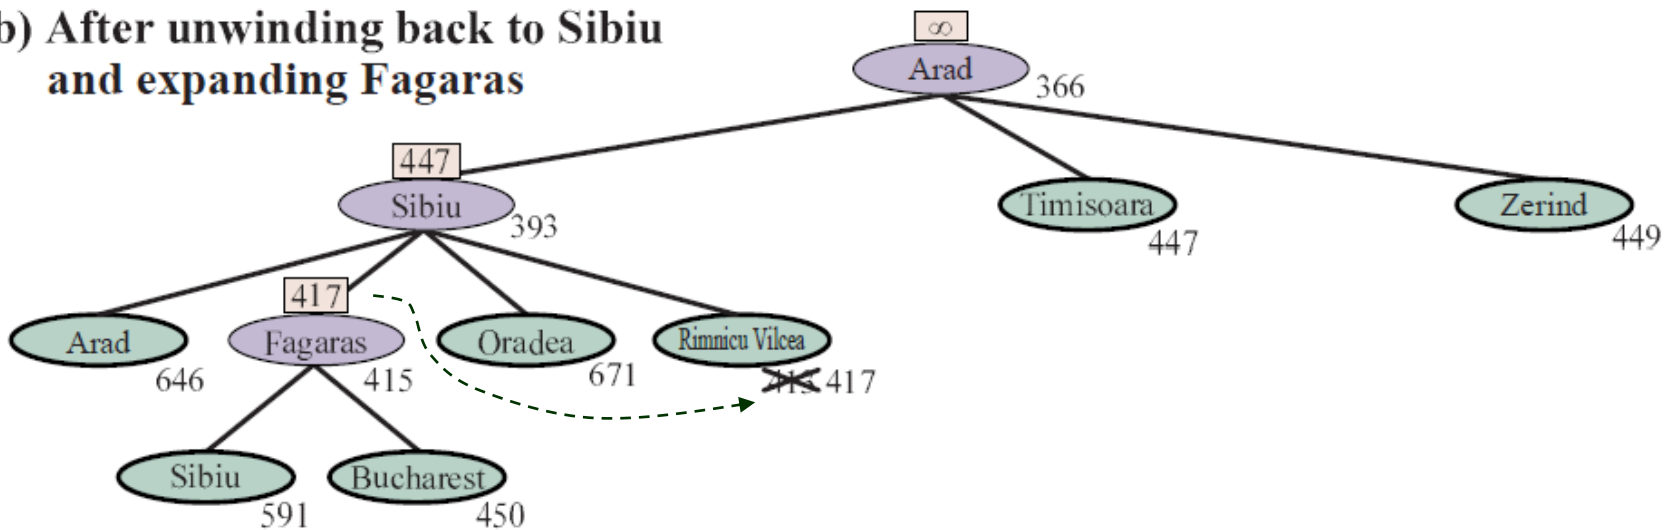 b) After unwinding back to Sibiu
and expanding Fagaras
∞
Arad
366
447
Sibiu
393
Timisoara
447
Zerind
449
417
Arad
646
Fagaras
415
Oradea
671
Rimnicu Vilcea
413 417
Sibiu
591
Bucharest
450